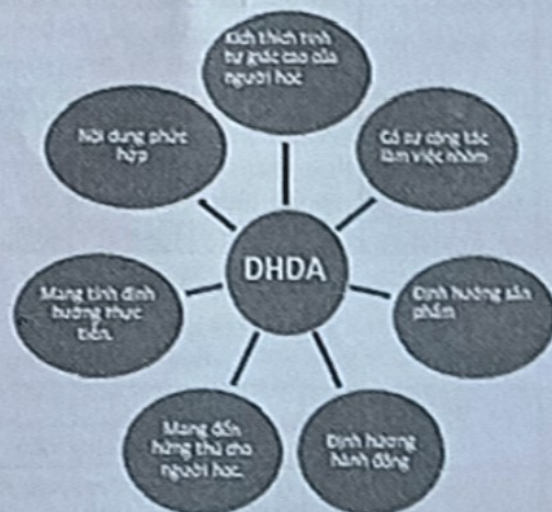 Kích thích tính
tự giác cao của
người học
Có sự cộng tác
làm việc nhóm
Định hướng sản
phẩm
Định hướng
hành động
Mang đến
hứng thú cho
người học.
Mang tính định
hướng thực
tiễn.
Nội dung phức
hợp
DHDA